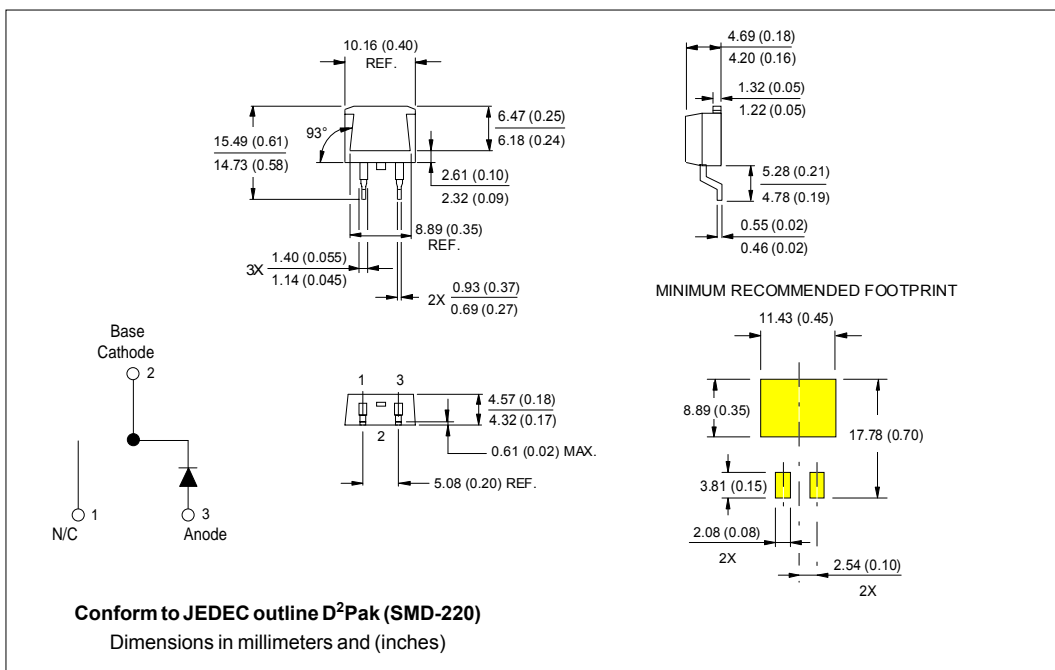 10.16 (0.40)
REF.
15.49 (0.61)
14.73 (0.58)
93°
6.47 (0.25)
6.18 (0.24)
2.61 (0.10)
2.32 (0.09)
8.89 (0.35)
REF.
3X
1.40 (0.055)
1.14 (0.045)
2X
0.93 (0.37)
0.69 (0.27)
4.69 (0.18)
4.20 (0.16)
1.32 (0.05)
1.22 (0.05)
5.28 (0.21)
4.78 (0.19)
0.55 (0.02)
0.46 (0.02)
MINIMUM RECOMMENDED FOOTPRINT
11.43 (0.45)
8.89 (0.35)
17.78 (0.70)
3.81 (0.15)
2.08 (0.08)
2X
2.54 (0.10)
2X
Base
Cathode
2
1
N/C
3
Anode
1 3
2
4.57 (0.18)
4.32 (0.17)
0.61 (0.02) MAX.
5.08 (0.20) REF.
Conform to JEDEC outline D²Pak (SMD-220)
Dimensions in millimeters and (inches)